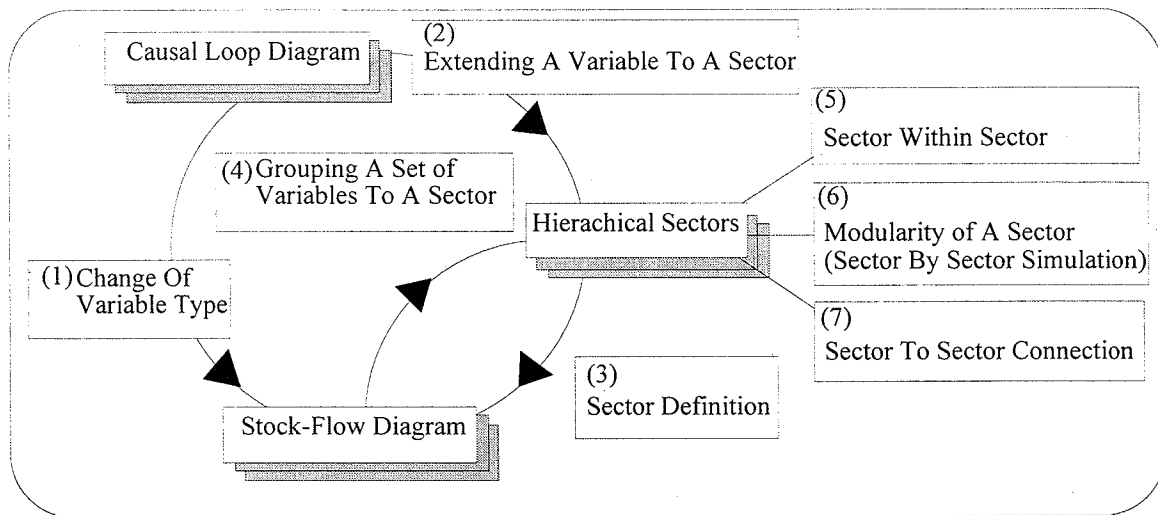 Causal Loop Diagram
(2)
Extending A Variable To A Sector
(5)
Sector Within Sector
(4) Grouping A Set of
Variables To A Sector
Hierachical Sectors
(6)
Modularity of A Sector
(Sector By Sector Simulation)
(1) Change Of
Variable Type
(7)
Sector To Sector Connection
(3)
Sector Definition
Stock-Flow Diagram